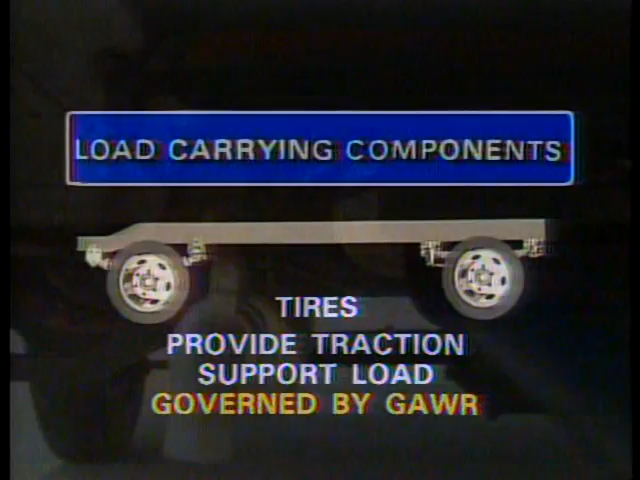 LOAD CARRYING COMPONENTS
TIRES
PROVIDE TRACTION
SUPPORT LOAD
GOVERNED BY GAWR